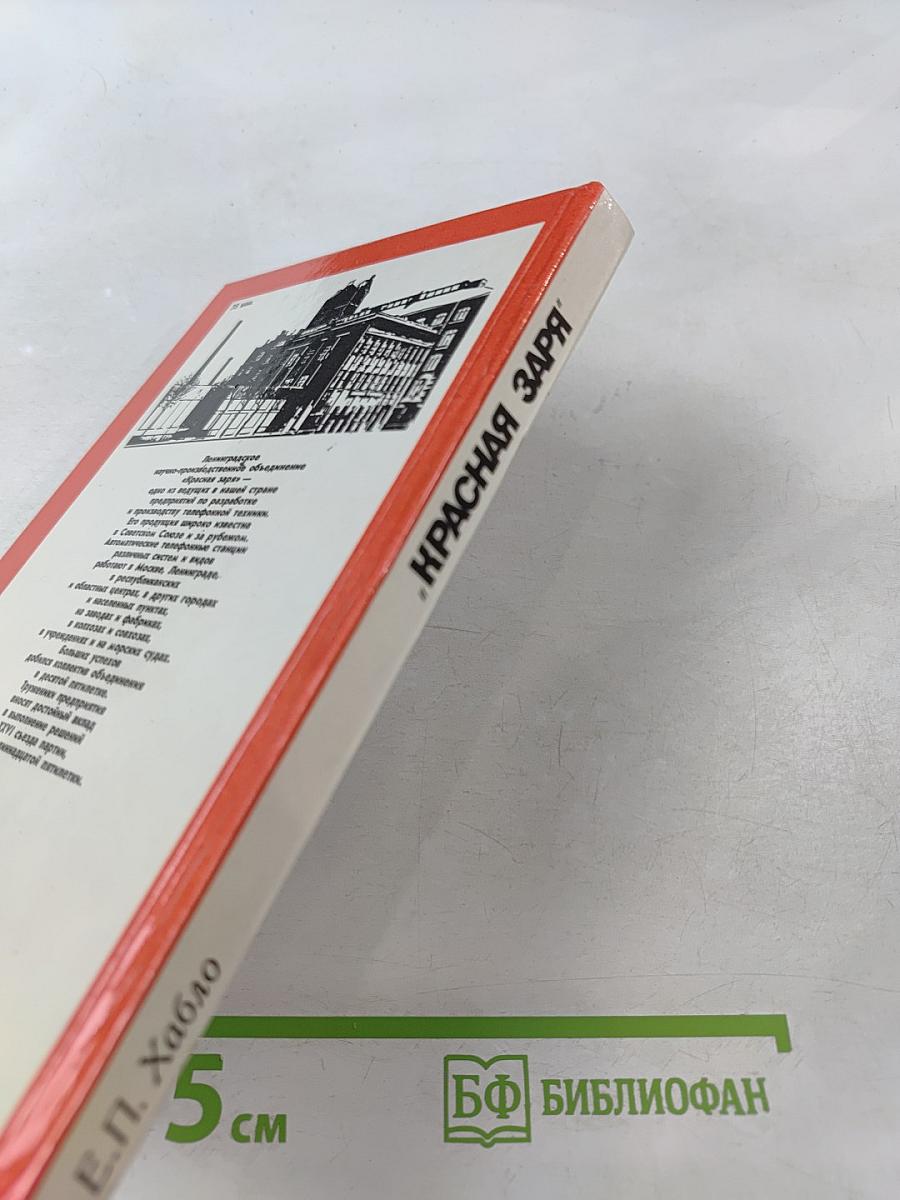 Ленинградское
научно-производственное объединение
«Красная заря» —
одно из ведущих в нашей стране
предприятий по разработке
и производству телефонной техники.
Его продукция широко известна
в Советском Союзе и за рубежом.
Автоматические телефонные станции
различных систем и видов
работают в Москве, Ленинграде,
в республиканских
и областных центрах, в других городах
и населенных пунктах,
на заводах и фабриках,
в колхозах и совхозах,
в учреждениях и на морских судах.
Больших успехов
добился коллектив объединения
в десятой пятилетке.
Труженики предприятия
вносят достойный вклад
в выполнение решений
XXVI съезда партии,
пятилетки.
„КРАСНАЯ ЗАРЯ"
Е.П. Хабло
5 см
БФ БИБЛИОФАН